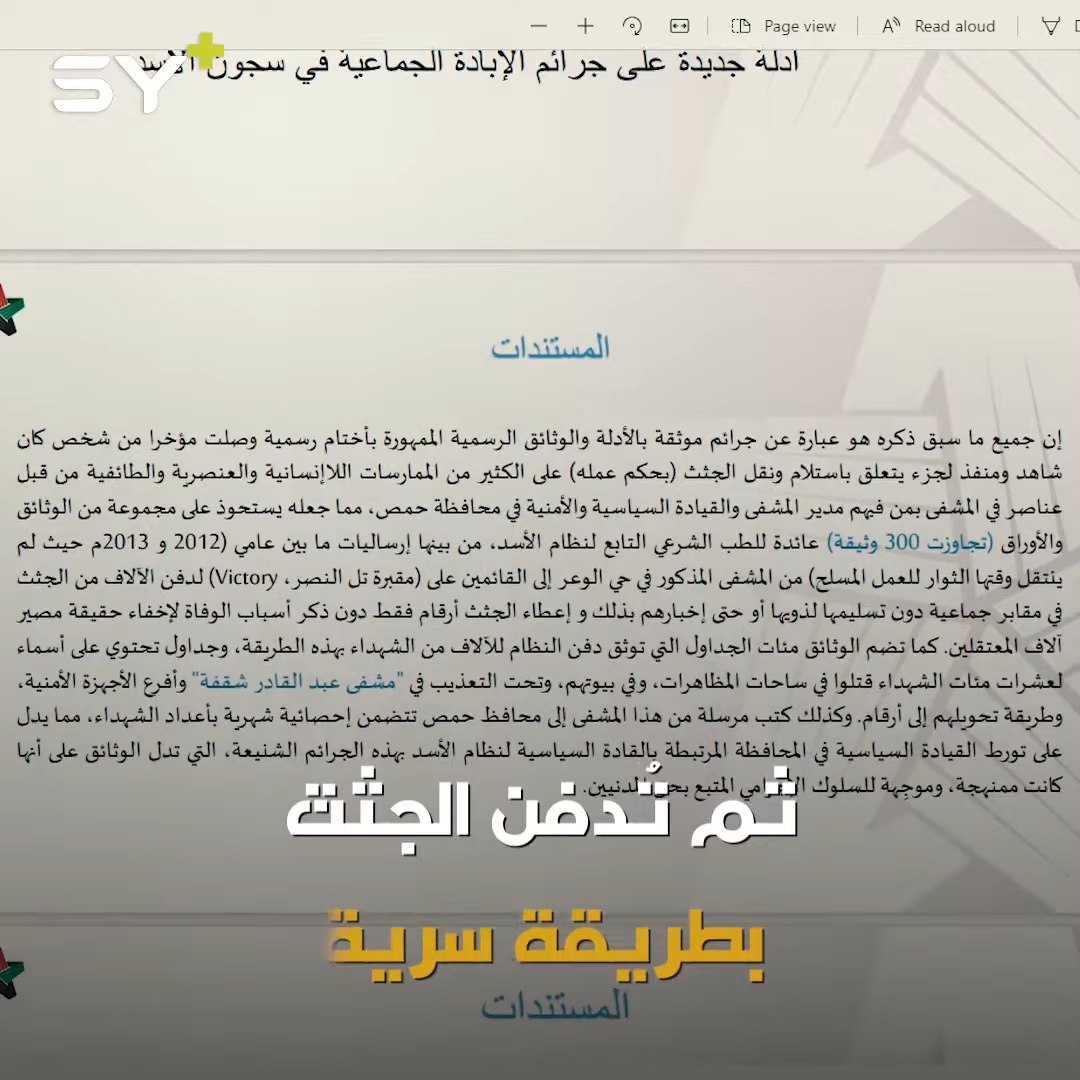 Page view
Read aloud
SY+
أدلة جديدة على جرائم الإبادة الجماعية في سجون الأسد
المستندات
إن جميع ما سبق ذكره هو عبارة عن جرائم موثقة بالأدلة والوثائق الرسمية الممهورة بأختام رسمية وصلت مؤخرا من شخص كان
شاهد ومنفذ لجزء يتعلق باستلام ونقل الجثث (بحكم عمله) على الكثير من الممارسات اللاإنسانية والعنصرية والطائفية من قبل
عناصر في المشفى بمن فيهم مدير المشفى والقيادة السياسية والأمنية في محافظة حمص، مما جعله يستحوذ على مجموعة من الوثائق
والأوراق (تجاوزت 300 وثيقة) عائدة للطب الشرعي التابع لنظام الأسد، من بينها إرساليات ما بين عامي (2012 و 2013م حيث لم
ينتقل وقتها الثوار للعمل المسلح) من المشفى المذكور في حي الوعر إلى القائمين على (مقبرة تل النصر، Victory) لدفن الآلاف من الجثث
في مقابر جماعية دون تسليمها لذويها أو حتى إخبارهم بذلك و إعطاء الجثث أرقام فقط دون ذكر أسباب الوفاة لإخفاء حقيقة مصير
آلاف المعتقلين. كما تضم الوثائق مئات الجداول التي توثق دفن النظام للآلاف من الشهداء بهذه الطريقة، وجداول تحتوي على أسماء
لعشرات مئات الشهداء قتلوا في ساحات المظاهرات، وفي بيوتهم، وتحت التعذيب في "مشفى عبد القادر شقفة" وأفرع الأجهزة الأمنية،
وطريقة تحويلهم إلى أرقام. وكذلك كتب مرسلة من هذا المشفى إلى محافظ حمص تتضمن إحصائية شهرية بأعداد الشهداء، مما يدل
على تورط القيادة السياسية في المحافظة المرتبطة بالقادة السياسية لنظام الأسد بهذه الجرائم الشنيعة، التي تدل الوثائق على أنها
كانت ممنهجة، وموجهة للسلوك المتبع
ثم تُدفن الجثث
بطريقة سرية
المستندات